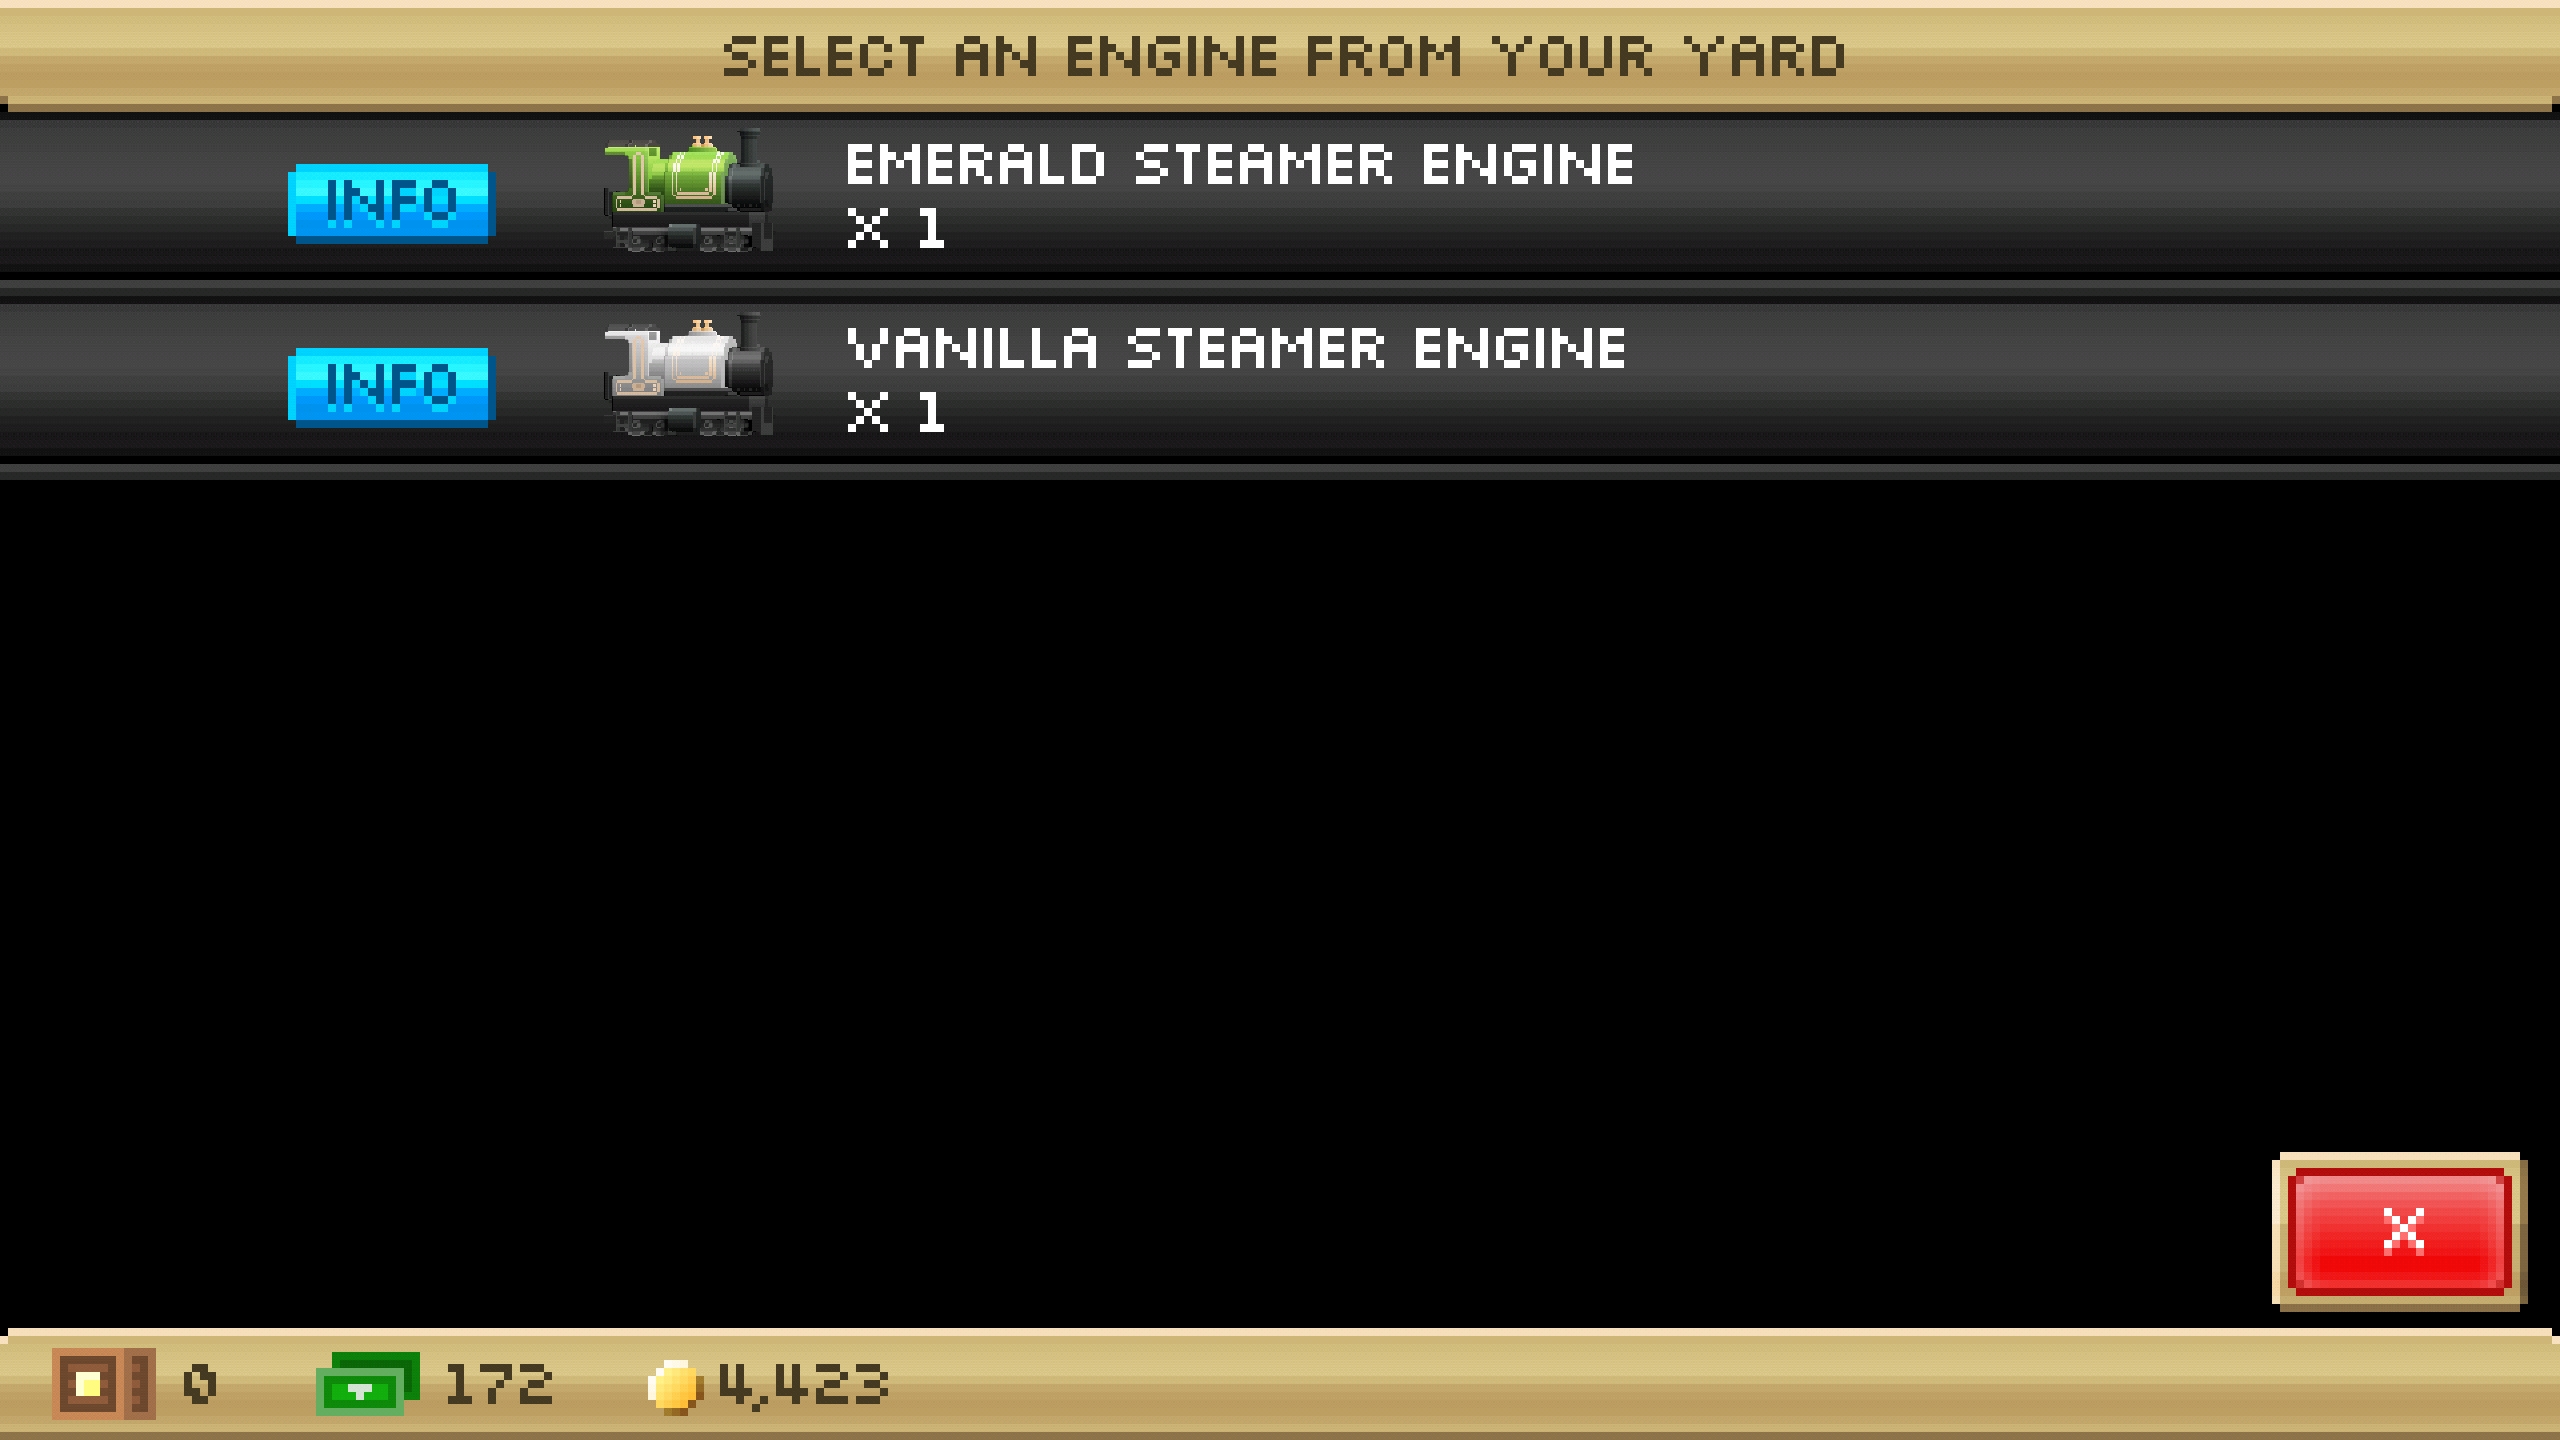 SELECT AN ENGINE FROM YOUR YARD
INFO
EMERALD STEAMER ENGINE
X 1
INFO
VANILLA STEAMER ENGINE
X 1
X
0
172
4,423